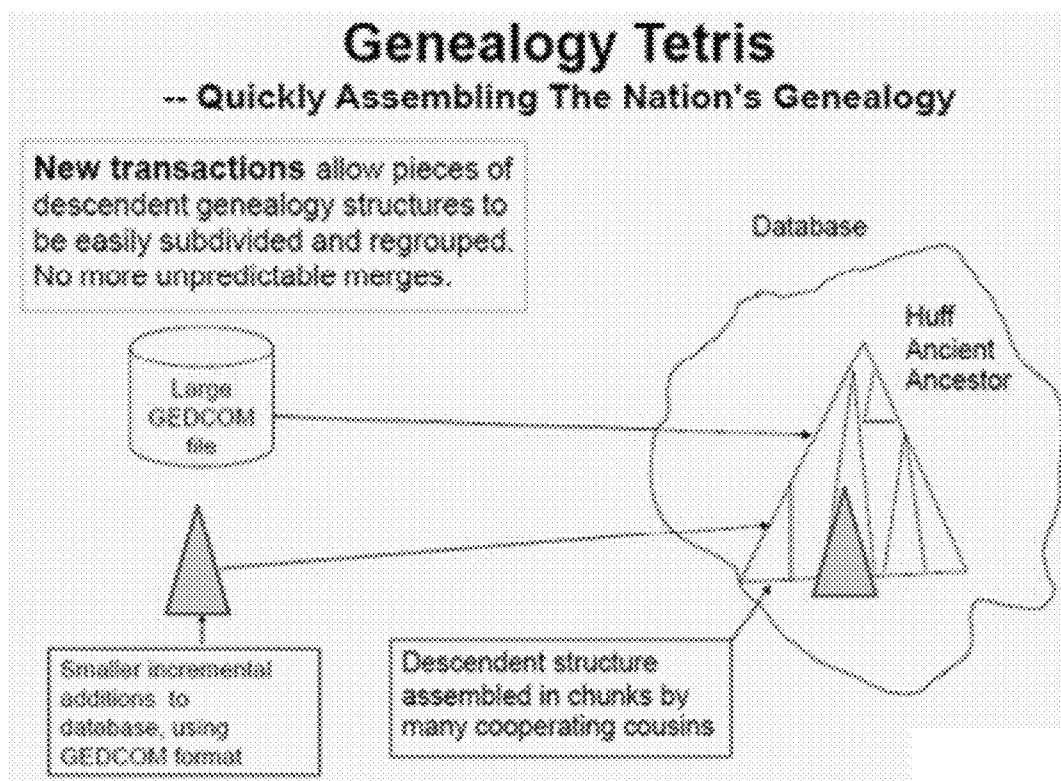 Genealogy Tetris
-- Quickly Assembling The Nation's Genealogy
New transactions allow pieces of
descendent genealogy structures to
be easily subdivided and regrouped.
No more unpredictable merges.
Database
Huff
Ancient
Ancestor
Large
GEDCOM
file
Smaller incremental
additions to
database, using
GEDCOM format
Descendent structure
assembled in chunks by
many cooperating cousins